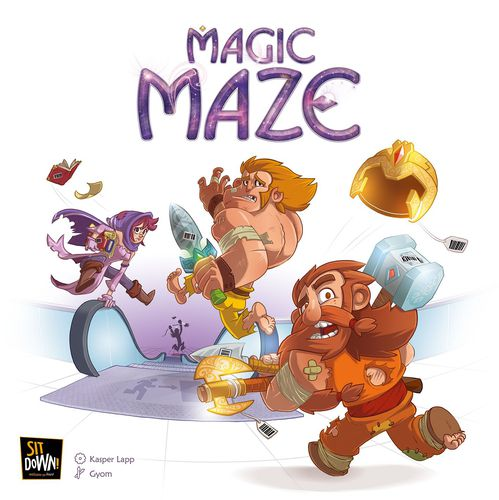 MAGIC
MAZE
SIT
DOWN!
Kasper Lapp
Gyom